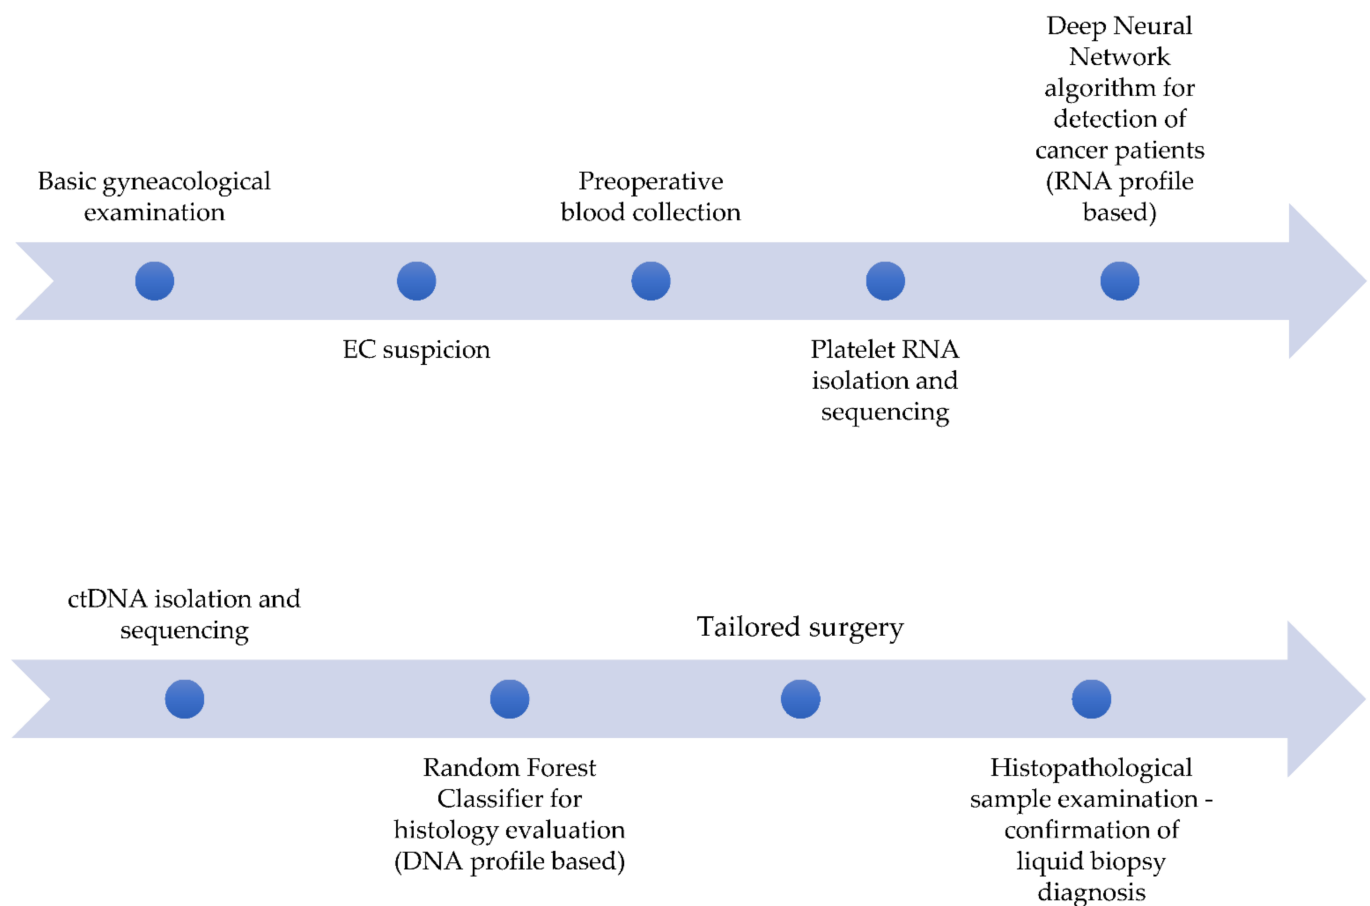 Basic gyneacological
examination
EC suspicion
Preoperative
blood collection
Platelet RNA
isolation and
sequencing
Deep Neural
Network
algorithm for
detection of
cancer patients
(RNA profile
based)
ctDNA isolation and
sequencing
Random Forest
Classifier for
histology evaluation
(DNA profile based)
Tailored surgery
Histopathological
sample examination -
confirmation of
liquid biopsy
diagnosis